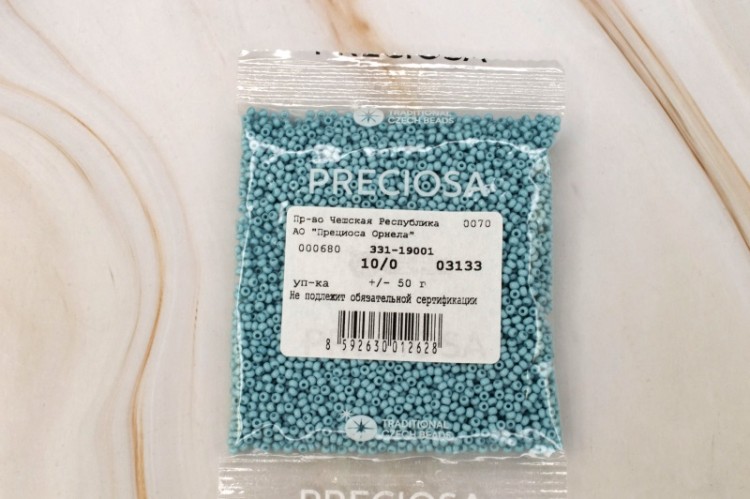 PRECIOSA
TRADITIONAL
CZECH BEADS
PRECIOSA
Пр-во Чешская Республика 0070
АО "Прециоса Орнела"
000680 331-19001
10/0 03133
уп-ка +/- 50 г
Не подлежит обязательной сертификации
PRECIOSA
8 592630 012628
TRADITIONAL
CZECH BEADS
PRECIOSA